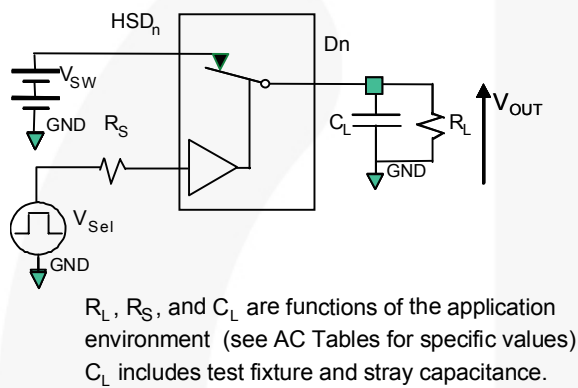 HSDn
Dn
VSW
GND
RS
CL
RL
VOUT
GND
VSel
GND
RL, RS, and CL are functions of the application
environment (see AC Tables for specific values)
CL includes test fixture and stray capacitance.